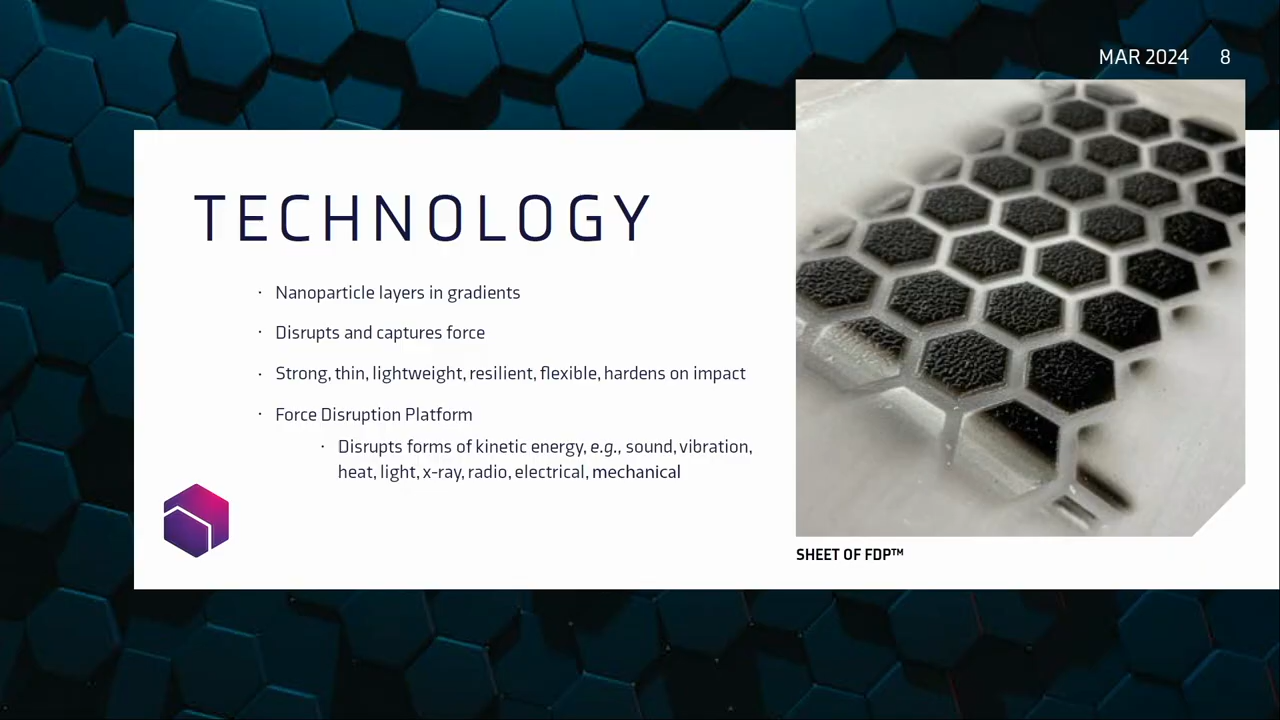 MAR 2024 8
TECHNOLOGY
· Nanoparticle layers in gradients
· Disrupts and captures force
· Strong, thin, lightweight, resilient, flexible, hardens on impact
· Force Disruption Platform
· Disrupts forms of kinetic energy, e.g., sound, vibration,
heat, light, x-ray, radio, electrical, mechanical
SHEET OF FDP™